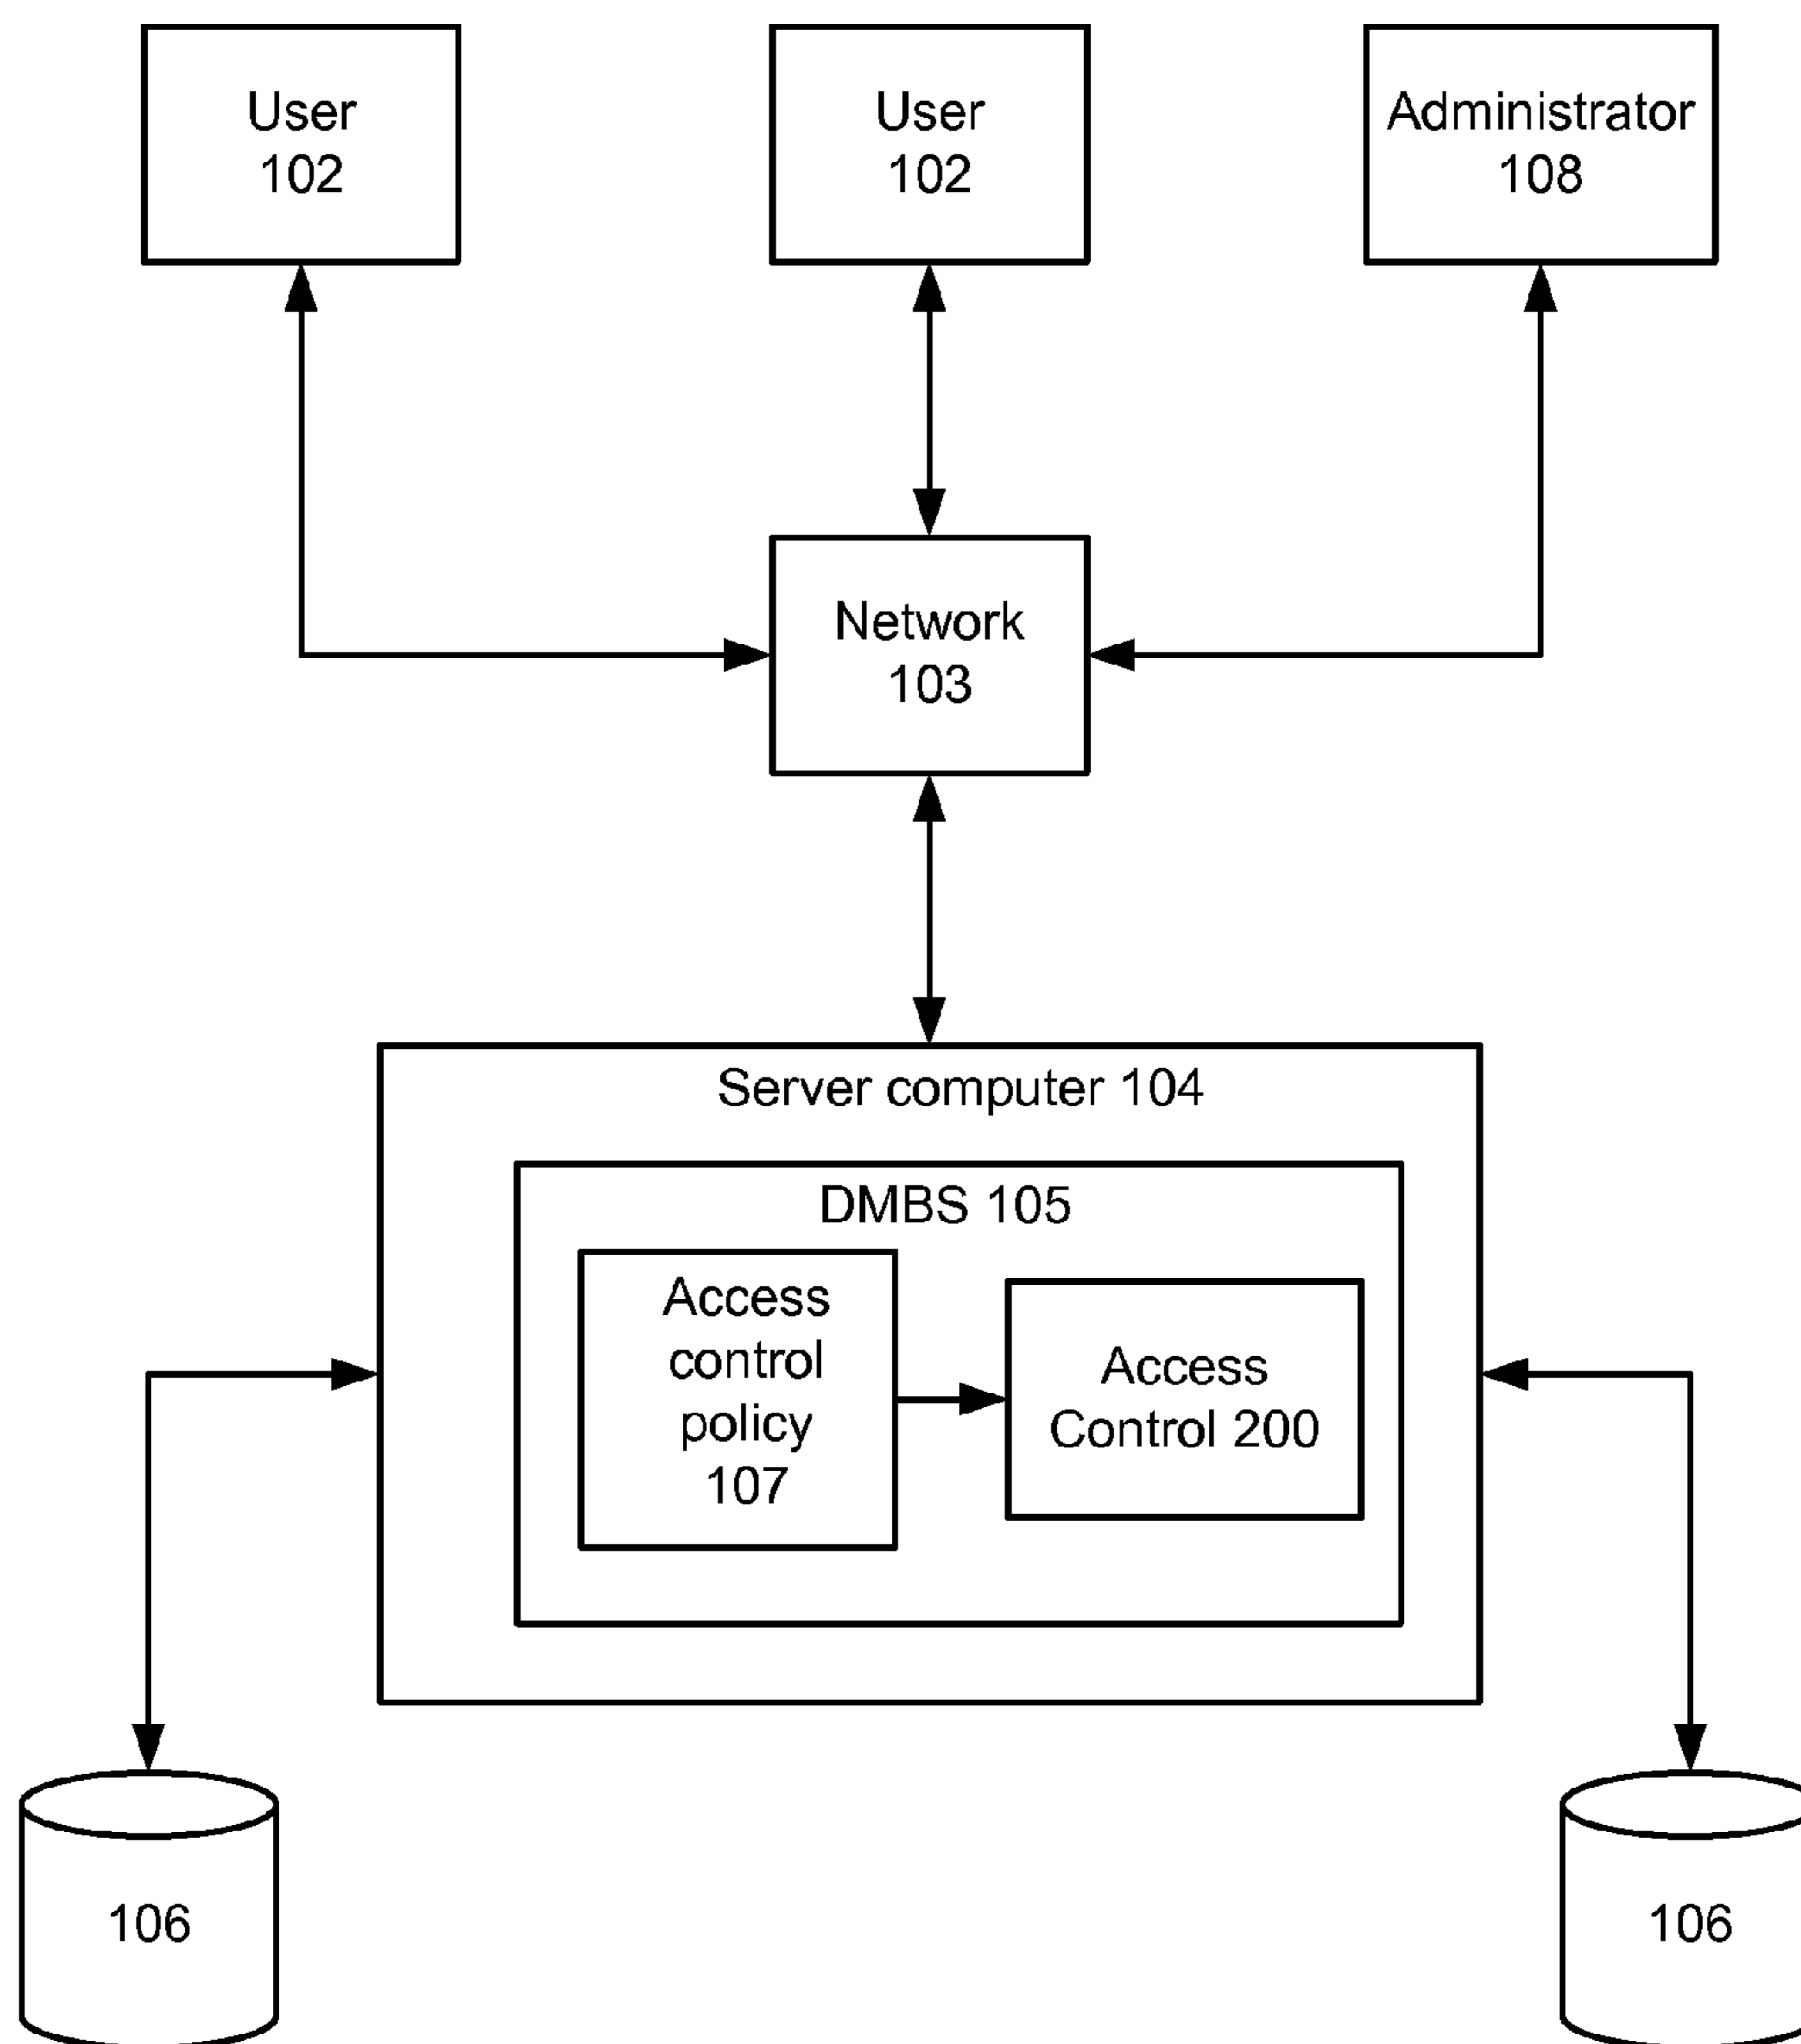 User
102
User
102
Administrator
108
Network
103
Server computer 104
DMBS 105
Access
control
policy
107
Access
Control 200
106
106